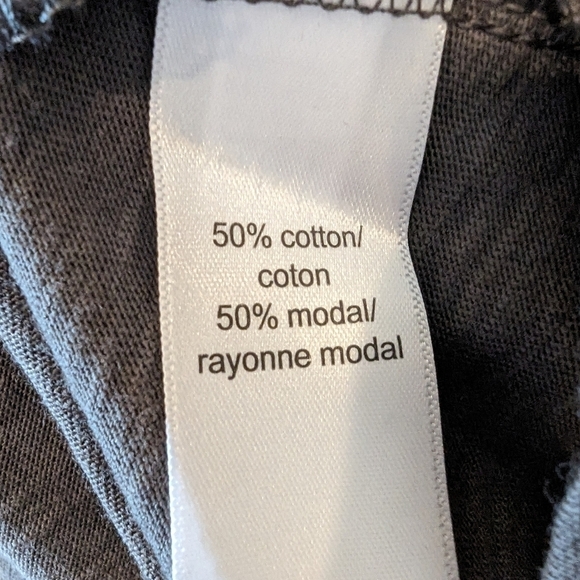 50% cotton/
coton
50% modal/
rayonne modal